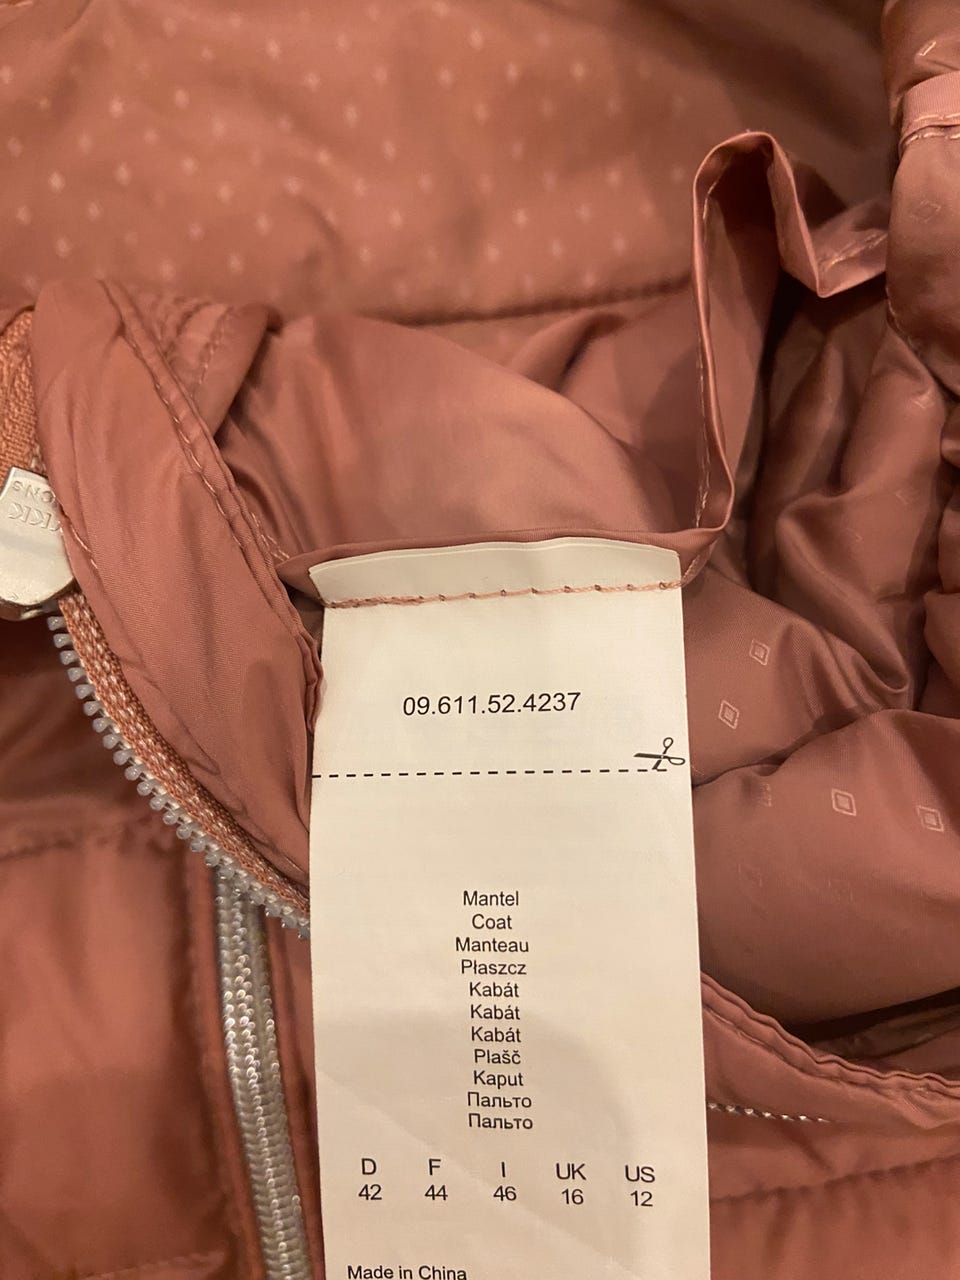 09.611.52.4237
Mantel
Coat
Manteau
Płaszcz
Kabát
Kabát
Kabát
Plašč
Kaput
Пальто
Пальто
D F I UK US
42 44 46 16 12
Made in China